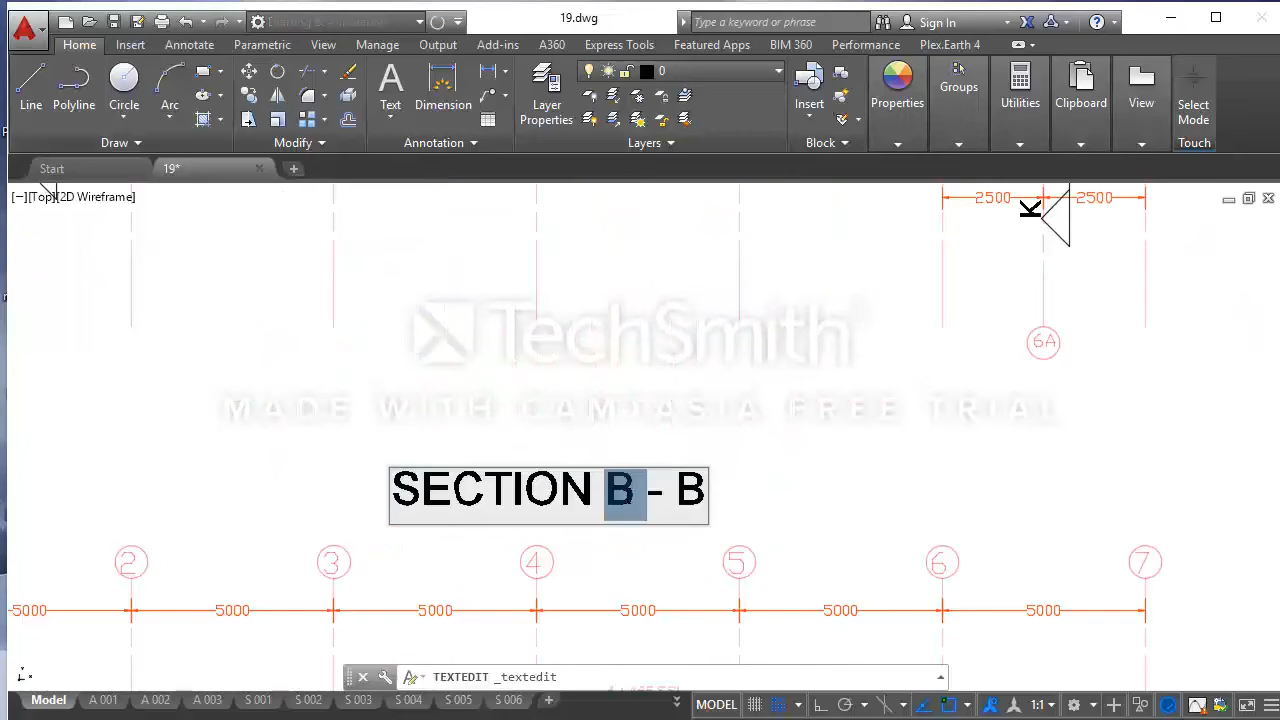 19.dwg
Type a keyword or phrase
Sign In
Home Insert Annotate Parametric View Manage Output Add-ins A360 Express Tools Featured Apps BIM 360 Performance Plex.Earth 4
0
Line Polyline Circle Arc Text Dimension Layer Properties Insert Properties Groups Utilities Clipboard View Select Mode
Draw Modify Annotation Layers Block Touch
Start 19*
[−][Top][2D Wireframe]
2500 2500
K
TechSmith
MADE WITH CAMTASIA FREE TRIAL
6A
SECTION B - B
2 3 4 5 6 7
5000 5000 5000 5000 5000 5000
TEXTEDIT _textedit
Model A 001 A 002 A 003 S 001 S 002 S 003 S 004 S 005 S 006
MODEL 1:1